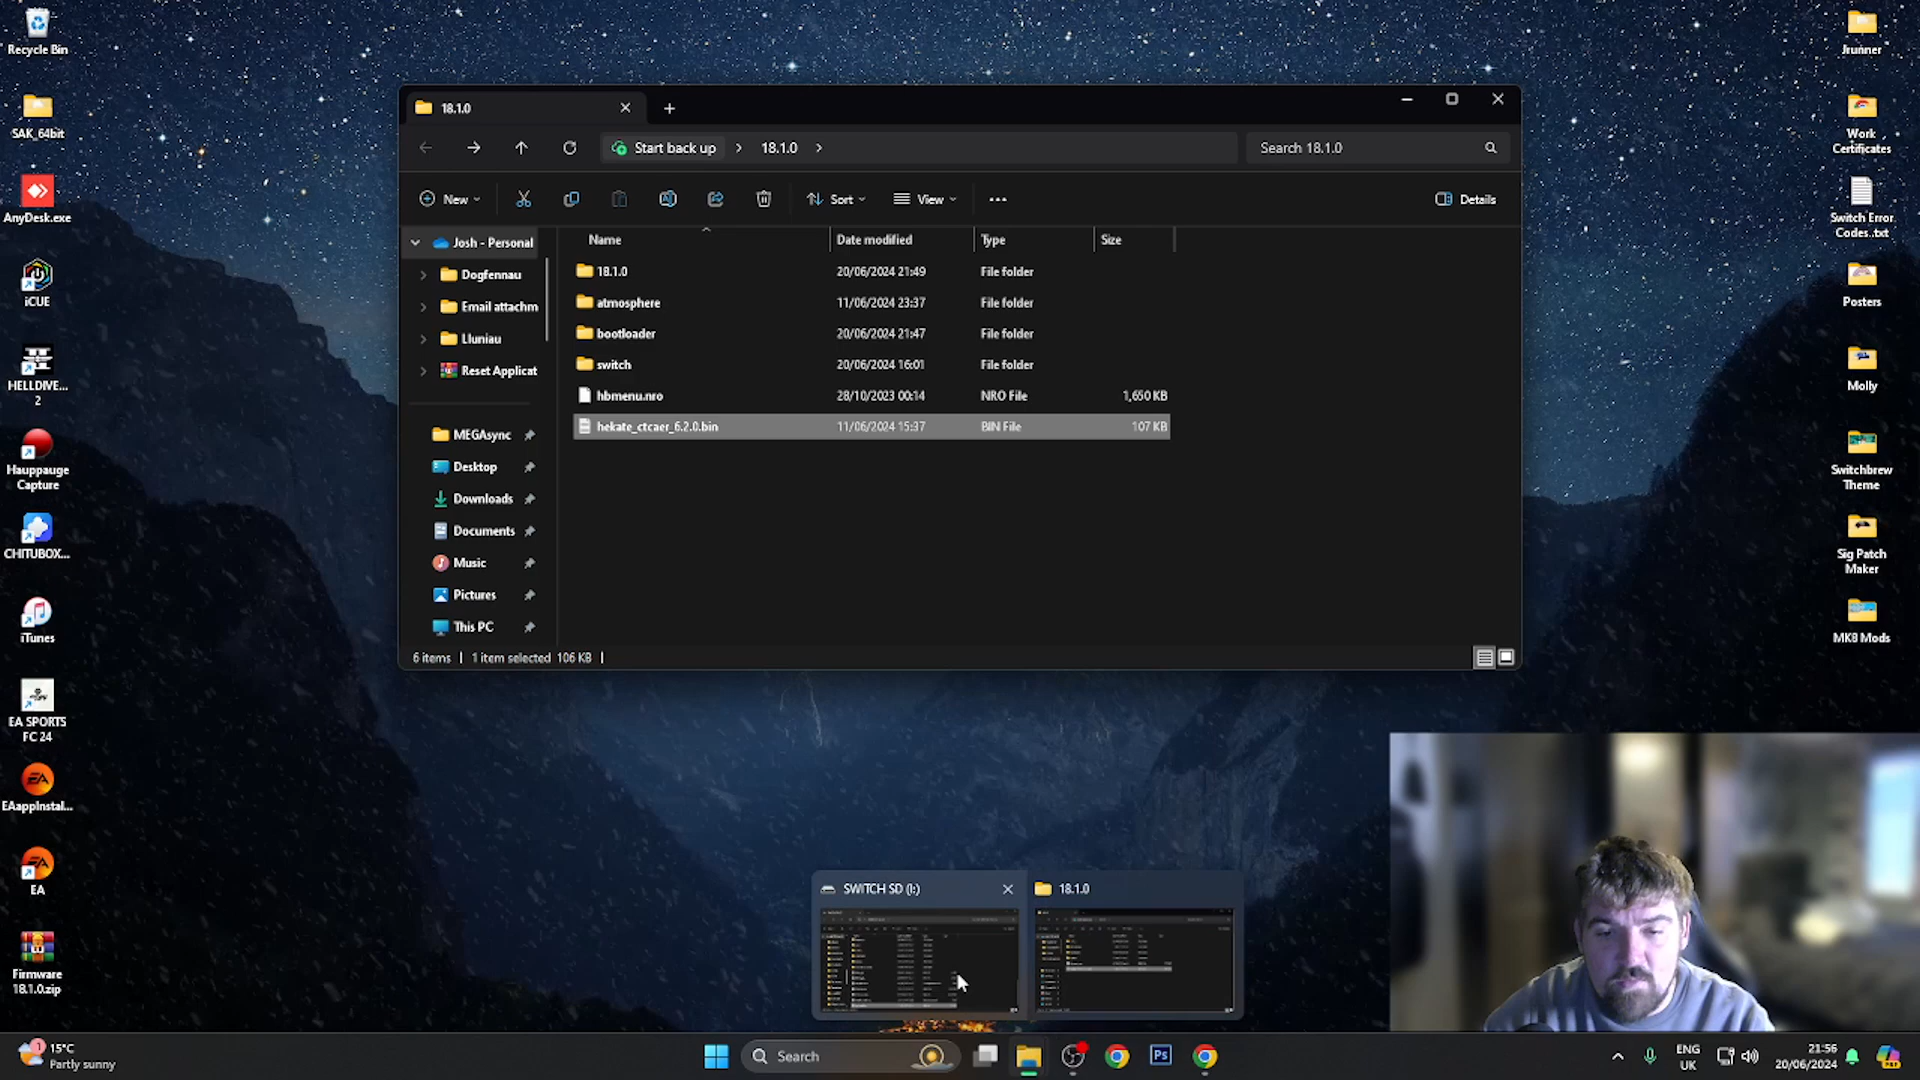 Recycle Bin
SAK_64bit
AnyDesk.exe
iCUE
HELLDIVE...
2
Hauppauge
Capture
CHITUBOX...
iTunes
EA SPORTS
FC 24
EAappInstal...
EA
Firmware
18.1.0.zip
18.1.0
Start back up
18.1.0
Search 18.1.0
New
Sort
View
Details
Josh - Personal
Dogfennau
Email attachm
Lluniau
Reset Applicat
MEGAsync
Desktop
Downloads
Documents
Music
Pictures
This PC
Name Date modified Type Size
18.1.0 20/06/2024 21:49 File folder
atmosphere 11/06/2024 23:37 File folder
bootloader 20/06/2024 21:47 File folder
switch 20/06/2024 16:01 File folder
hbmenu.nro 28/10/2023 00:14 NRO File 1,650 KB
hekate_ctcaer_6.2.0.bin 11/06/2024 15:37 BIN File 107 KB
6 items 1 item selected 106 KB
Jrunner
Work
Certificates
Switch Error
Codes..txt
Posters
Molly
Switchbrew
Theme
Sig Patch
Maker
MK8 Mods
SWITCH SD (I:)
18.1.0
1
15°C
Partly sunny
Search
Ps
ENG
UK
21:56
20/06/2024